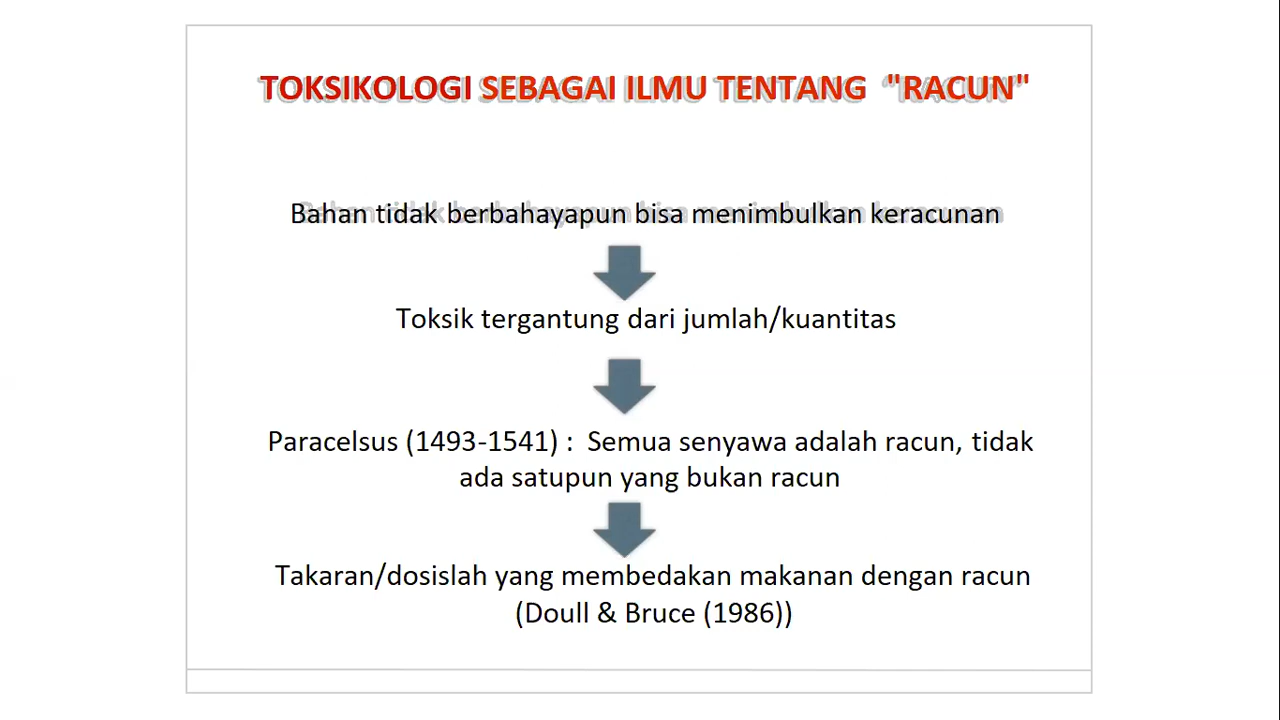 TOKSIKOLOGI SEBAGAI ILMU TENTANG "RACUN"
Bahan tidak berbahayapun bisa menimbulkan keracunan
Toksik tergantung dari jumlah/kuantitas
Paracelsus (1493-1541) : Semua senyawa adalah racun, tidak
ada satupun yang bukan racun
Takaran/dosislah yang membedakan makanan dengan racun
(Doull & Bruce (1986))